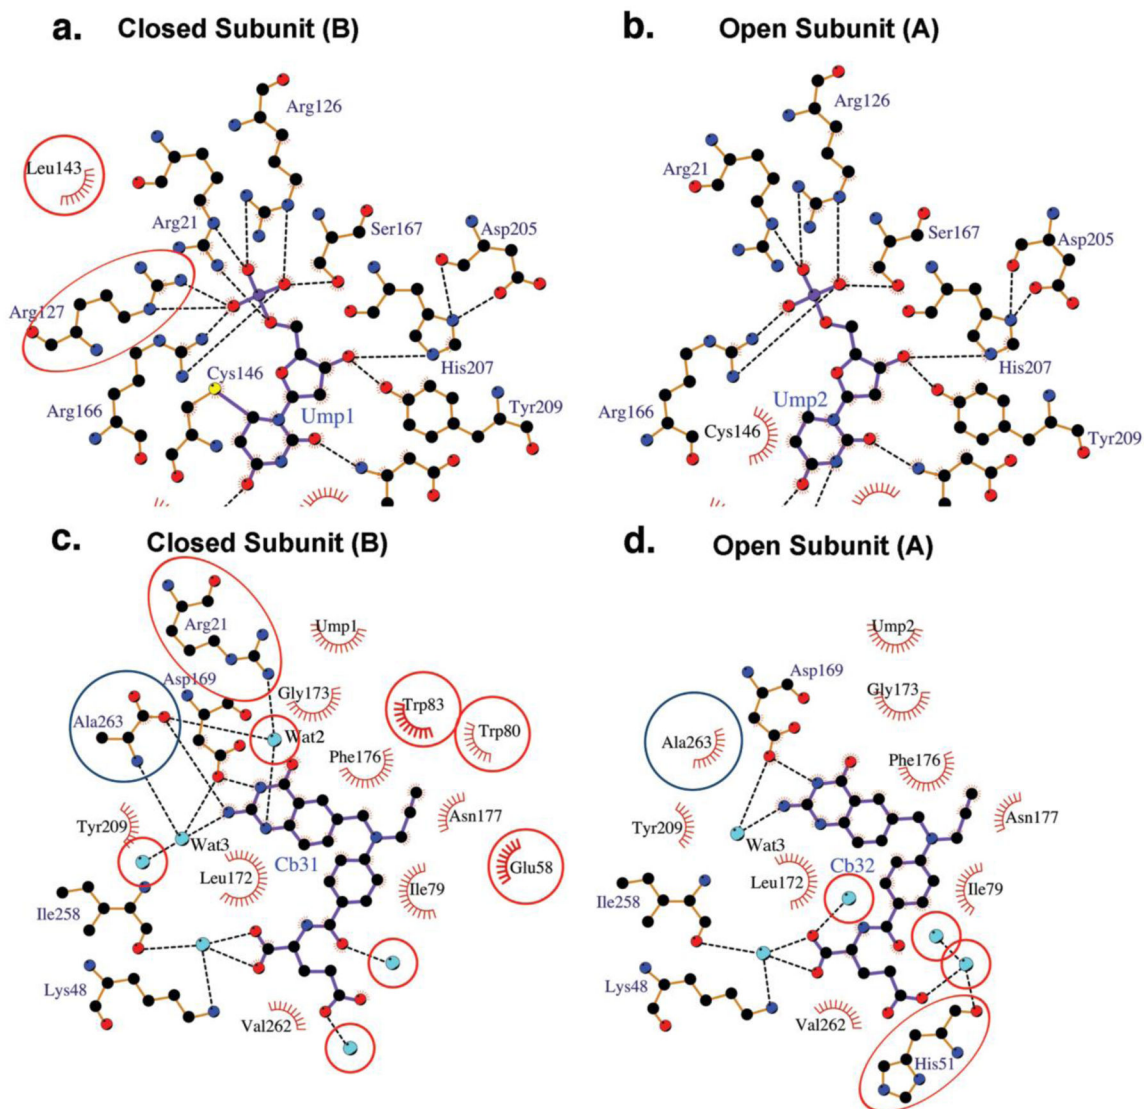 a. Closed Subunit (B)
b. Open Subunit (A)
Arg126
Leu143
Arg21
Ser167
Asp205
Arg127
Cys146
His207
Arg166
Ump1
Tyr209
Arg126
Arg21
Ser167
Asp205
His207
Arg166
Ump2
Cys146
Tyr209
c. Closed Subunit (B)
d. Open Subunit (A)
Arg21
Ump1
Asp169
Gly173
Trp83
Ala263
Wat2
Trp80
Phe176
Tyr209
Wat3
Asn177
Cb31
Leu172
Glu58
Ile79
Ile258
Lys48
Val262
Ump2
Asp169
Gly173
Ala263
Phe176
Tyr209
Wat3
Asn177
Cb32
Leu172
Ile79
Ile258
Lys48
Val262
His51